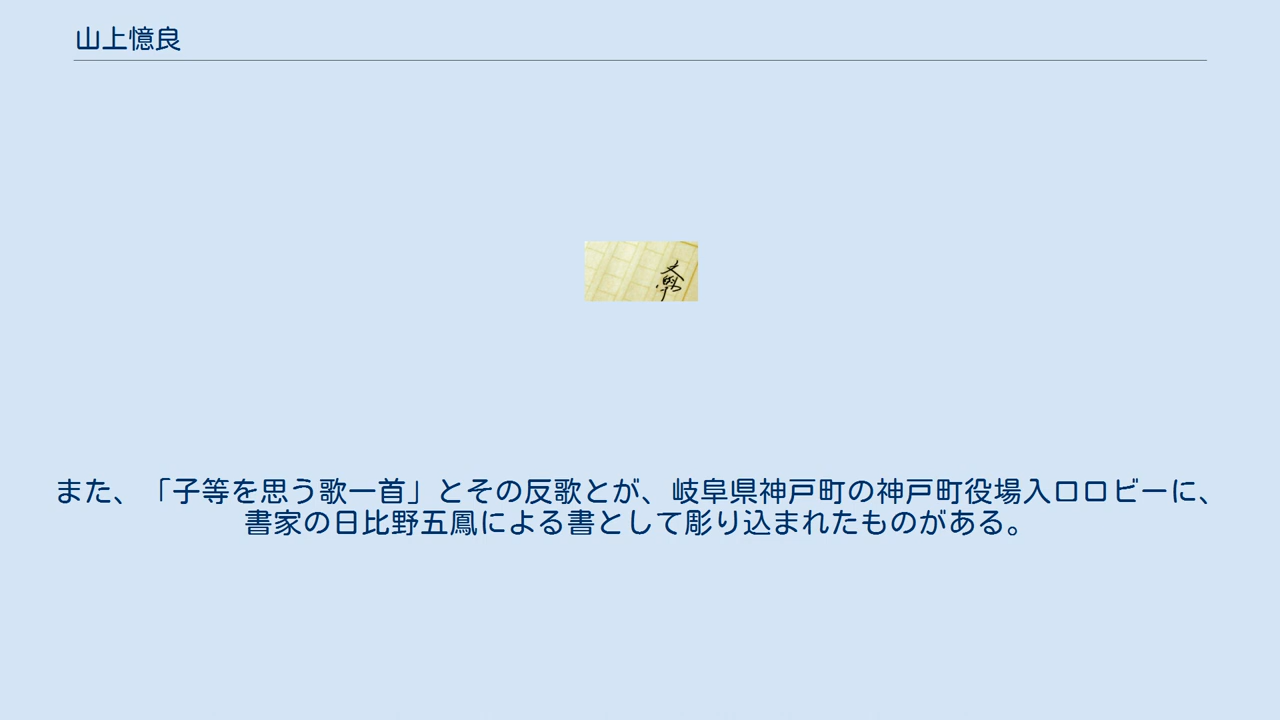 山上憶良
また、「子等を思う歌一首」とその反歌とが、岐阜県神戸町の神戸町役場入口ロビーに、
書家の日比野五鳳による書として彫り込まれたものがある。